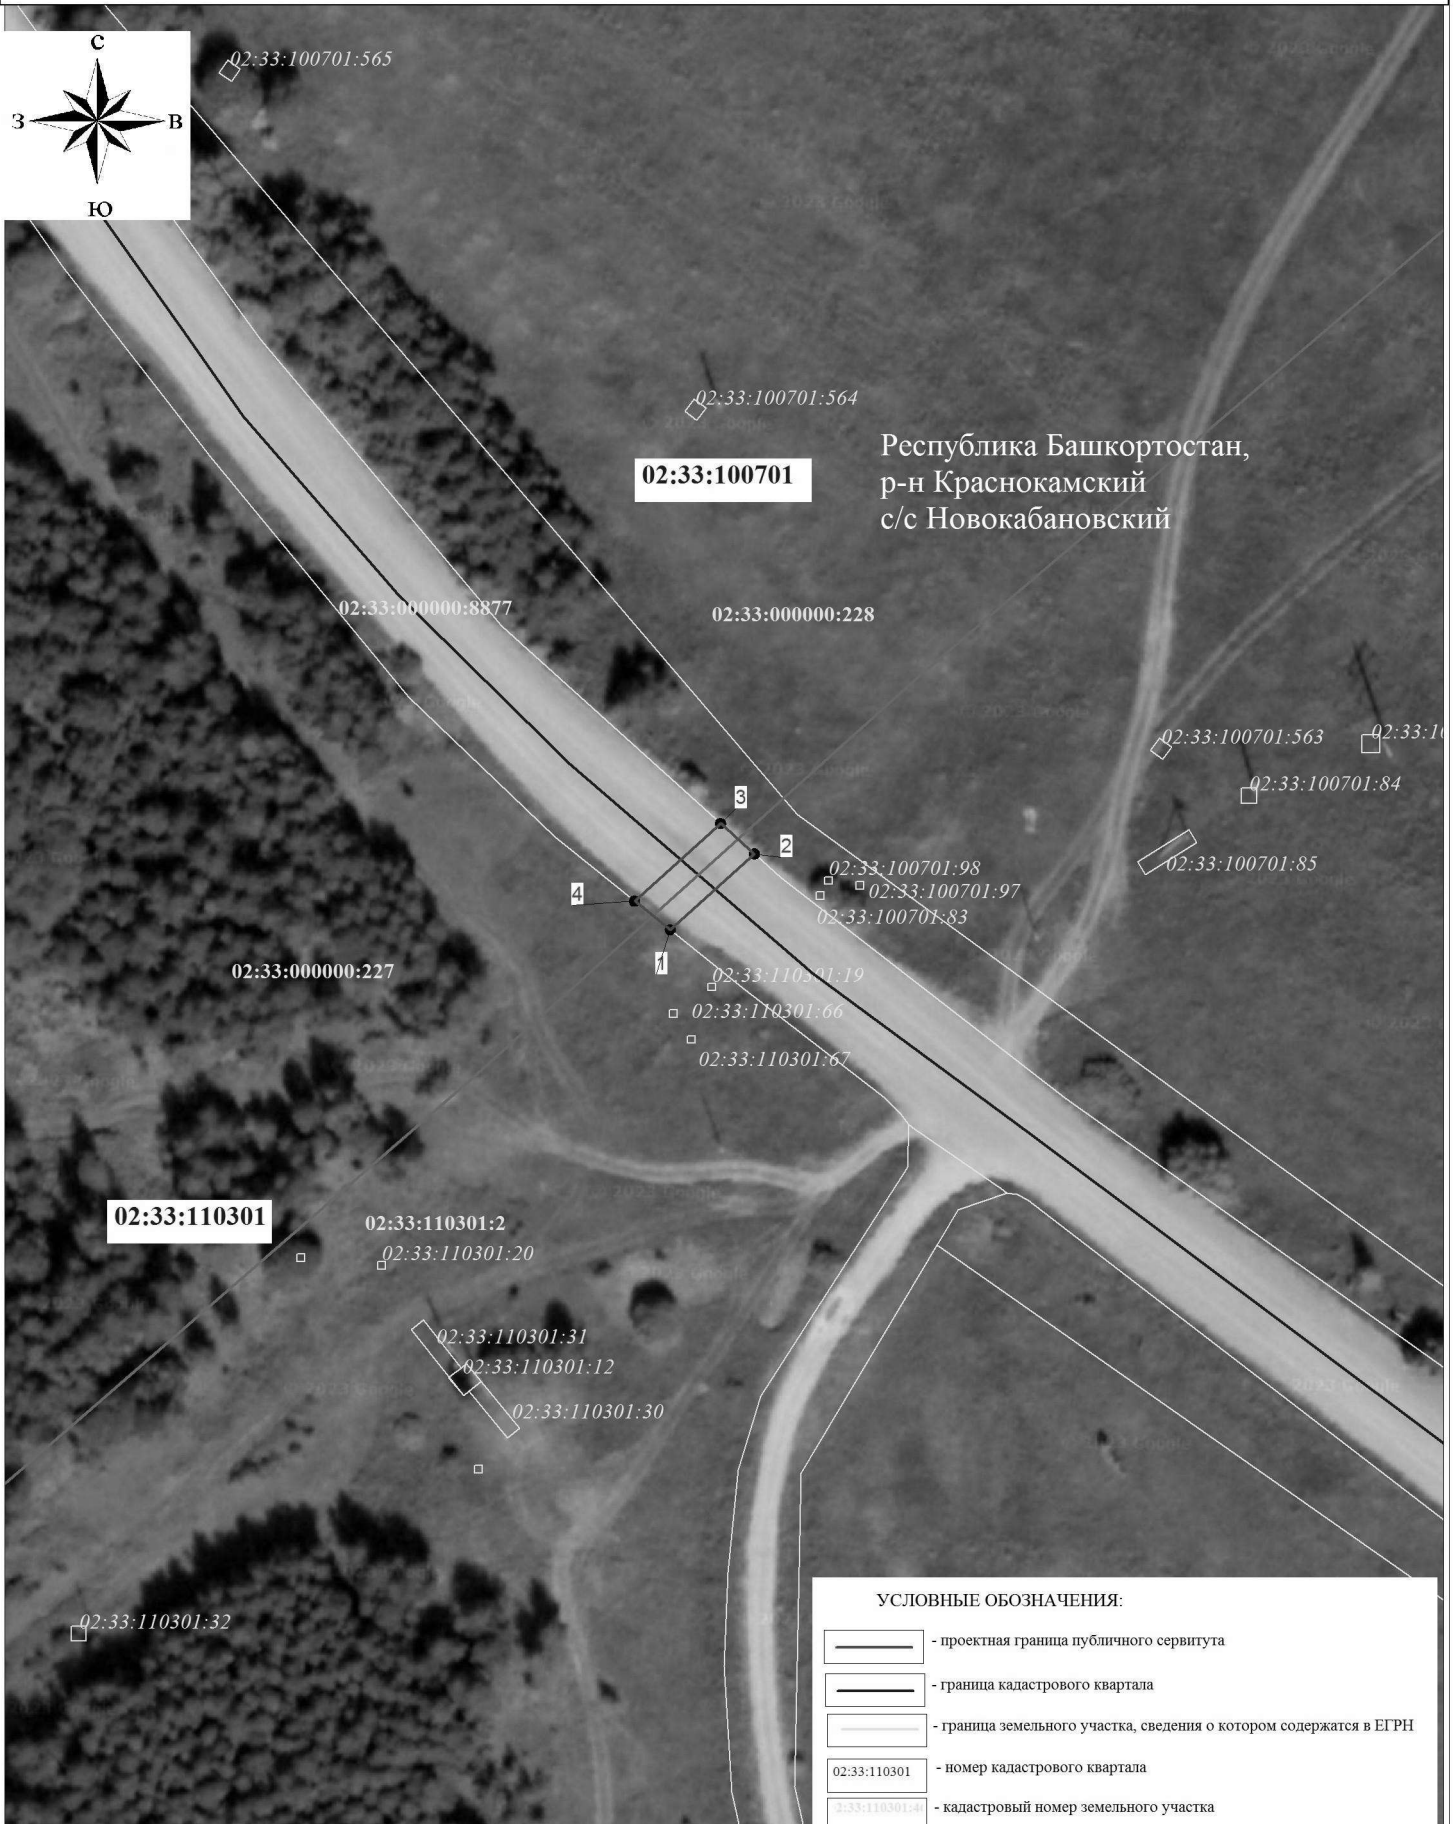 С
З
В
Ю
02:33:100701:565
02:33:100701:564
02:33:100701
Республика Башкортостан,
р-н Краснокамский
с/с Новокабановский
02:33:000000:8877
02:33:000000:228
02:33:100701:563
02:33:10
02:33:100701:84
02:33:100701:85
3
2
4
1
02:33:100701:98
02:33:100701:97
02:33:100701:83
02:33:000000:227
02:33:110301:19
02:33:110301:66
02:33:110301:67
02:33:110301
02:33:110301:2
02:33:110301:20
02:33:110301:31
02:33:110301:12
02:33:110301:30
02:33:110301:32
УСЛОВНЫЕ ОБОЗНАЧЕНИЯ:
- проектная граница публичного сервитута
- граница кадастрового квартала
- граница земельного участка, сведения о котором содержатся в ЕГРН
02:33:110301 - номер кадастрового квартала
- кадастровый номер земельного участка